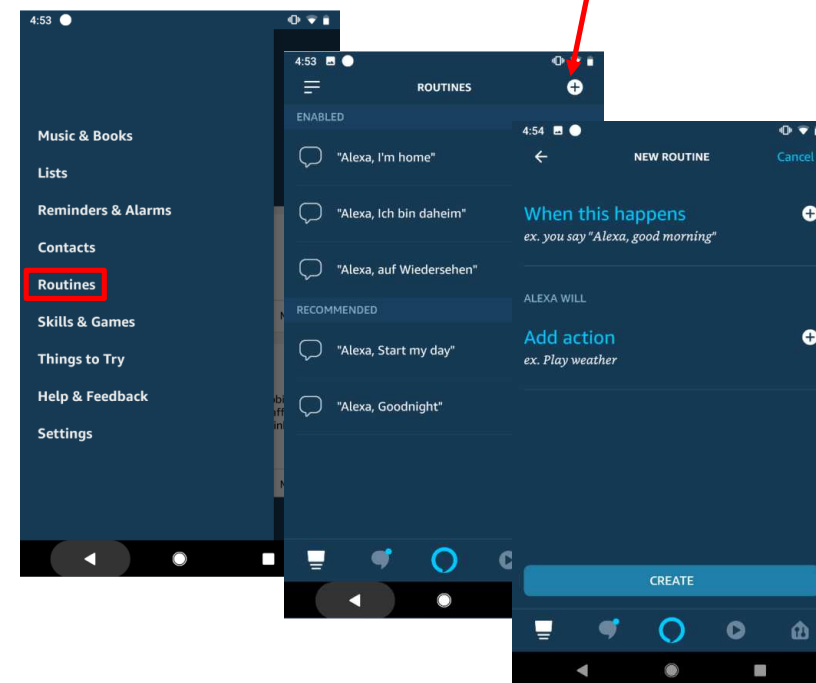 4:53
Music & Books
Lists
Reminders & Alarms
Contacts
Routines
Skills & Games
Things to Try
Help & Feedback
Settings
4:53
ROUTINES
ENABLED
"Alexa, I'm home"
"Alexa, Ich bin daheim"
"Alexa, auf Wiedersehen"
RECOMMENDED
"Alexa, Start my day"
"Alexa, Goodnight"
4:54
NEW ROUTINE
Cancel
When this happens
ex. you say "Alexa, good morning"
ALEXA WILL
Add action
ex. Play weather
CREATE